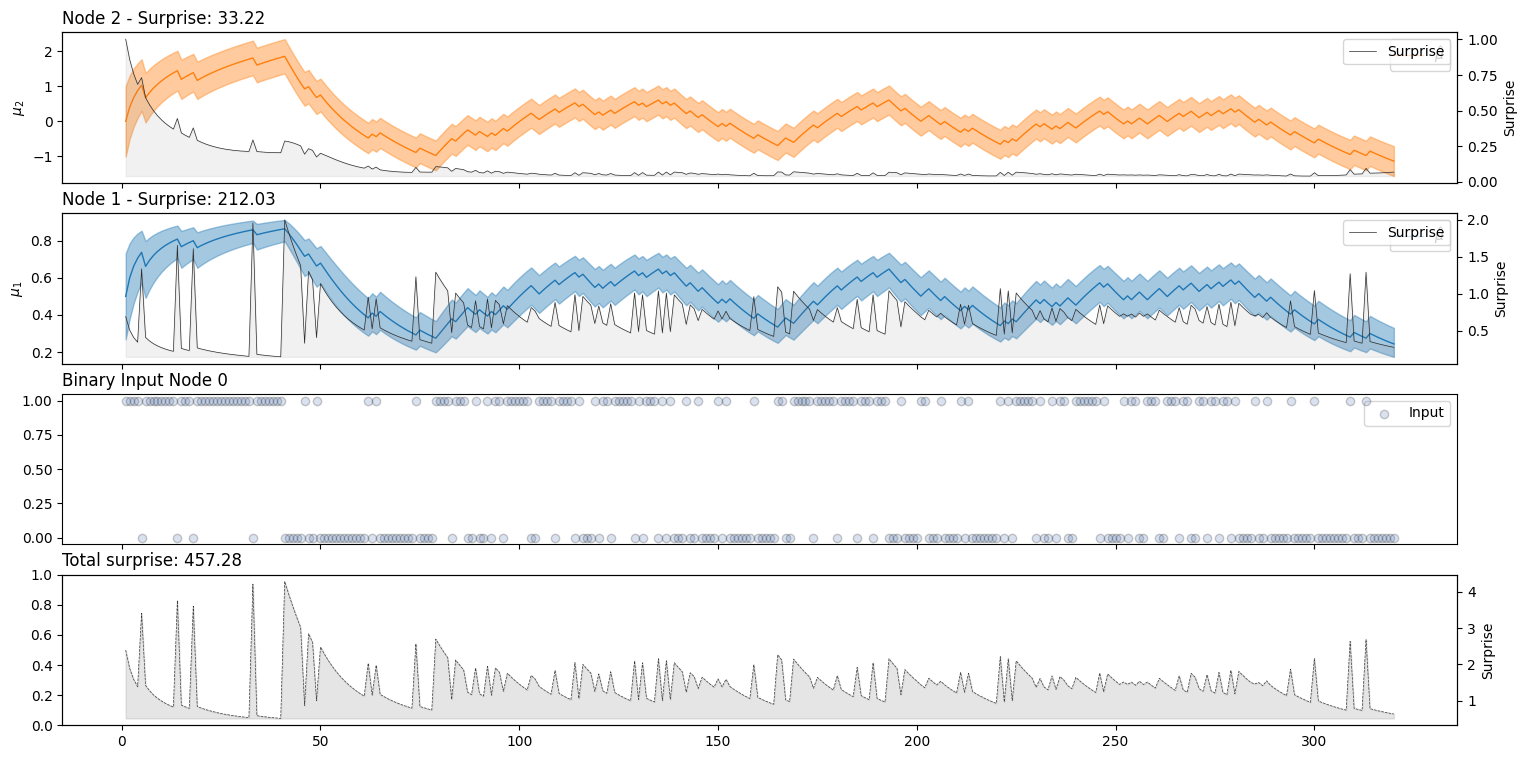 Node 2 - Surprise: 33.22
μ2
2
1
0
−1
Surprise
μ
1.00
0.75
0.50
0.25
0.00
Surprise
Node 1 - Surprise: 212.03
μ1
0.8
0.6
0.4
0.2
Surprise
μ
2.0
1.5
1.0
0.5
Surprise
Binary Input Node 0
1.00
0.75
0.50
0.25
0.00
Input
Total surprise: 457.28
1.0
0.8
0.6
0.4
0.2
0.0
4
3
2
1
Surprise
0 50 100 150 200 250 300